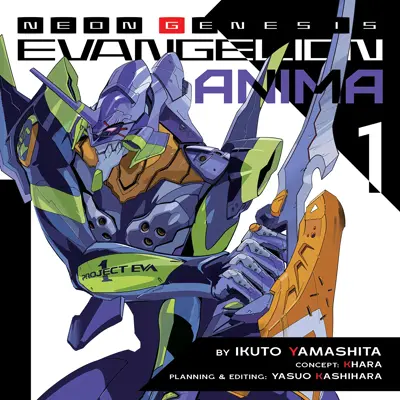 NEON GENESIS
EVANGELION
ANIMA
1
1
PROJECT EVA
BY IKUTO YAMASHITA
CONCEPT: KHARA
PLANNING & EDITING: YASUO KASHIHARA